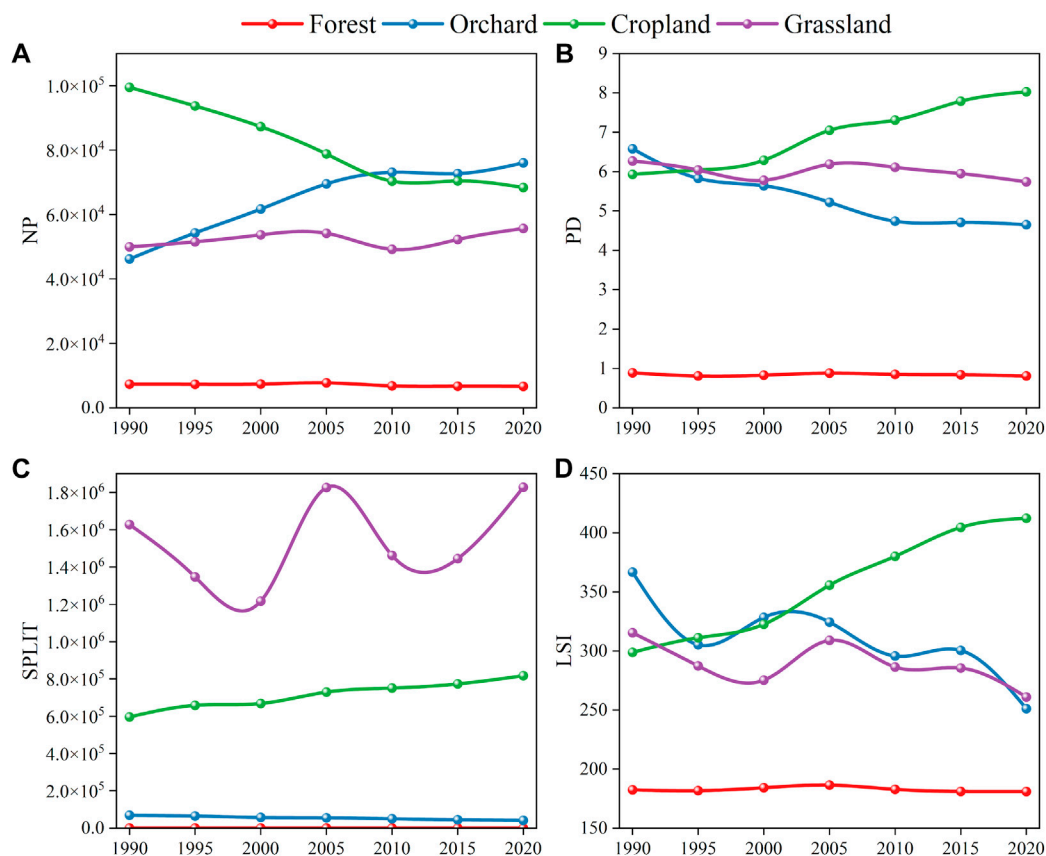 Forest Orchard Cropland Grassland
A
NP
1.0×10⁵
8.0×10⁴
6.0×10⁴
4.0×10⁴
2.0×10⁴
0.0
1990 1995 2000 2005 2010 2015 2020
B
PD
9
8
7
6
5
4
3
2
1
0
1990 1995 2000 2005 2010 2015 2020
C
SPLIT
1.8×10⁶
1.6×10⁶
1.4×10⁶
1.2×10⁶
1.0×10⁶
8.0×10⁵
6.0×10⁵
4.0×10⁵
2.0×10⁵
0.0
1990 1995 2000 2005 2010 2015 2020
D
LSI
450
400
350
300
250
200
150
1990 1995 2000 2005 2010 2015 2020